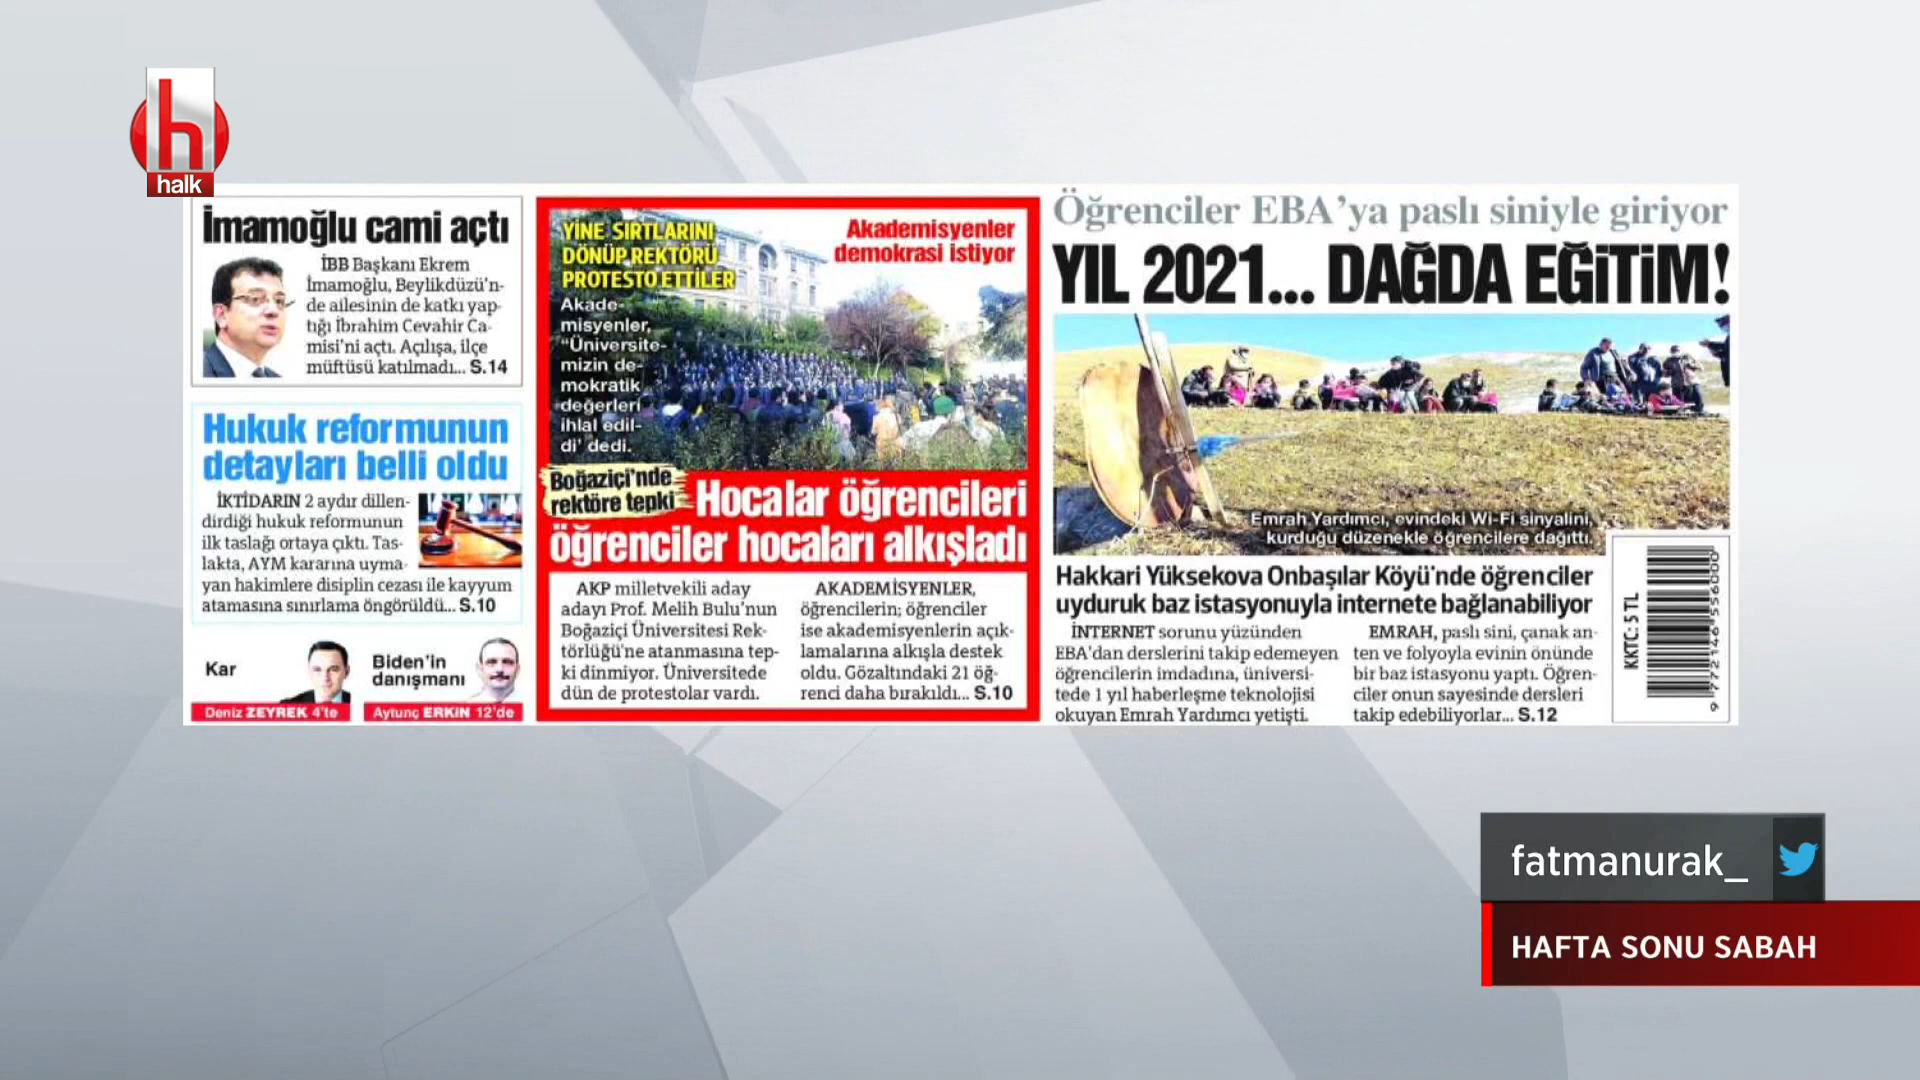 h
halk
İmamoğlu cami açtı
İBB Başkanı Ekrem
İmamoğlu, Beylikdüzü'n-
de ailesinin de katkı yap-
tığı İbrahim Cevahir Ca-
misi'ni açtı. Açılışa, ilçe
müftüsü katılmadı... S.14
Hukuk reformunun
detayları belli oldu
İKTİDARIN 2 aydır dillen-
dirdiği hukuk reformunun
ilk taslağı ortaya çıktı. Tas-
lakta, AYM kararına uyma-
yan hakimlere disiplin cezası ile kayyum
atamasına sınırlama öngörüldü... S.10
Kar
Deniz ZEYREK 4'te
Biden'in
danışmanı
Aytunç ERKİN 12'de
YİNE SIRTLARINI
DÖNÜP REKTÖRÜ
PROTESTO ETTİLER
Akade-
misyenler,
"Üniversite-
mizin de-
mokratik
değerleri
ihlal edil-
di' dedi.
Akademisyenler
demokrasi istiyor
Boğaziçi'nde
rektöre tepki
Hocalar öğrencileri
öğrenciler hocaları alkışladı
AKP milletvekili aday
adayı Prof. Melih Bulu'nun
Boğaziçi Üniversitesi Rek-
törlüğü'ne atanmasına tep-
ki dinmiyor. Üniversitede
dün de protestolar vardı.
AKADEMİSYENLER,
öğrencilerin; öğrenciler
ise akademisyenlerin açık-
lamalarına alkışla destek
oldu. Gözaltındaki 21 öğ-
renci daha bırakıldı... S.10
Öğrenciler EBA'ya paslı siniyle giriyor
YIL 2021... DAĞDA EĞİTİM!
Emrah Yardımcı, evindeki Wi-Fi sinyalini,
kurduğu düzenekle öğrencilere dağıttı.
Hakkari Yüksekova Onbaşılar Köyü'nde öğrenciler
uyduruk baz istasyonuyla internete bağlanabiliyor
İNTERNET sorunu yüzünden
EBA'dan derslerini takip edemeyen
öğrencilerin imdadına, üniversi-
tede 1 yıl haberleşme teknolojisi
okuyan Emrah Yardımcı yetişti.
EMRAH, paslı sini, çanak an-
ten ve folyoyla evinin önünde
bir baz istasyonu yaptı. Öğren-
ciler onun sayesinde dersleri
takip edebiliyorlar... S.12
KKTC: 5 TL
9 772146 556000
fatmanurak_
HAFTA SONU SABAH